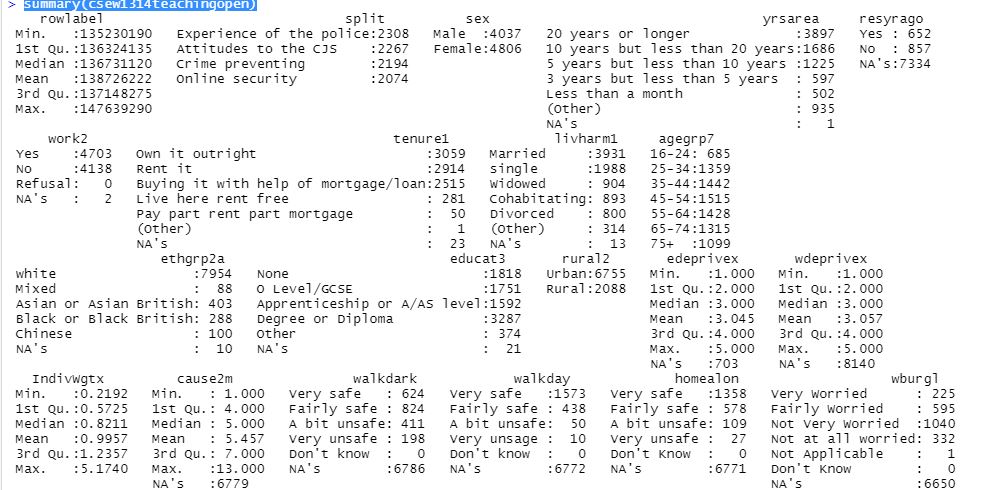 > summary(csew1314teachingopen)
rowlabel split sex yrsarea resyrago
Min. :135230190 Experience of the police:2308 Male :4037 20 years or longer :3897 Yes : 652
1st Qu.:136324135 Attitudes to the CJS :2267 Female:4806 10 years but less than 20 years:1686 No : 857
Median :136731120 Crime preventing :2194 5 years but less than 10 years :1225 NA's:7334
Mean :138726222 Online security :2074 3 years but less than 5 years : 597
3rd Qu.:137148275 Less than a month : 502
Max. :147639290 (Other) : 935
NA's : 1
work2 tenure1 livharm1 agegrp7
Yes :4703 Own it outright :3059 Married :3931 16-24: 685
No :4138 Rent it :2914 single :1988 25-34:1359
Refusal: 0 Buying it with help of mortgage/loan:2515 Widowed : 904 35-44:1442
NA's : 2 Live here rent free : 281 Cohabitating: 893 45-54:1515
Pay part rent part mortgage : 50 Divorced : 800 55-64:1428
(Other) : 1 (Other) : 314 65-74:1315
NA's : 23 NA's : 13 75+ :1099
ethgrp2a educat3 rural2 edeprivex wdeprivex
white :7954 None :1818 Urban:6755 Min. :1.000 Min. :1.000
Mixed : 88 O Level/GCSE :1751 Rural:2088 1st Qu.:2.000 1st Qu.:2.000
Asian or Asian British: 403 Apprenticeship or A/AS level:1592 Median :3.000 Median :3.000
Black or Black British: 288 Degree or Diploma :3287 Mean :3.045 Mean :3.057
Chinese : 100 Other : 374 3rd Qu.:4.000 3rd Qu.:4.000
NA's : 10 NA's : 21 Max. :5.000 Max. :5.000
NA's :703 NA's :8140
IndivWgtx cause2m walkdark walkday homealon wburgl
Min. :0.2192 Min. : 1.000 Very safe : 624 Very safe :1573 Very safe :1358 Very Worried : 225
1st Qu.:0.5725 1st Qu.: 4.000 Fairly safe : 824 Fairly safe : 438 Fairly safe : 578 Fairly Worried : 595
Median :0.8211 Median : 5.000 A bit unsafe: 411 A bit unsafe: 50 A bit unsafe: 109 Not Very Worried :1040
Mean :0.9957 Mean : 5.457 Very unsafe : 198 Very unsage : 10 Very unsafe : 27 Not at all worried: 332
3rd Qu.:1.2357 3rd Qu.: 7.000 Don't know : 0 Don't know : 0 Don't Know : 0 Not Applicable : 1
Max. :5.1740 Max. :13.000 NA's :6786 NA's :6772 NA's :6771 Don't Know : 0
NA's :6779 NA's :6650